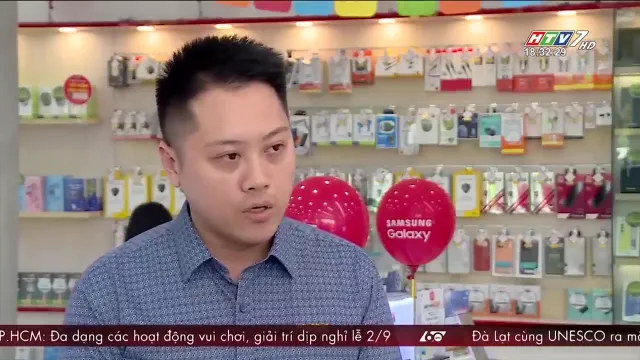 HTV7 HD
18:32:29
SAMSUNG
Galaxy
P.HCM: Đa dạng các hoạt động vui chơi, giải trí dịp nghỉ lễ 2/9 60 Đà Lạt cùng UNESCO ra m